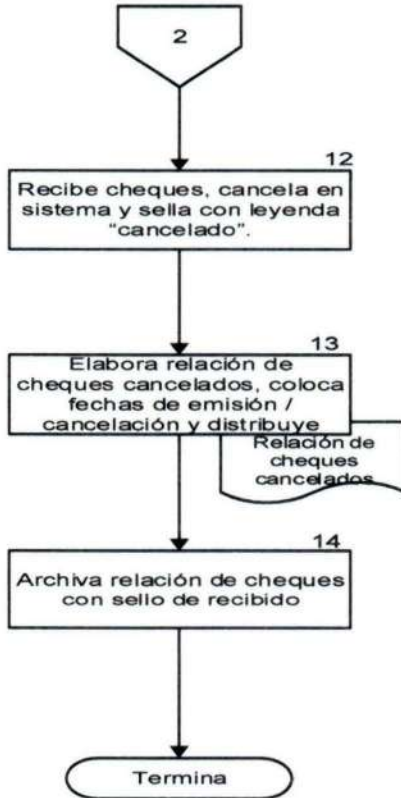 2
12
Recibe cheques, cancela en
sistema y sella con leyenda
"cancelado".
13
Elabora relación de
cheques cancelados, coloca
fechas de emisión /
cancelación y distribuye
Relación de
cheques
cancelados
14
Archiva relación de cheques
con sello de recibido
Termina